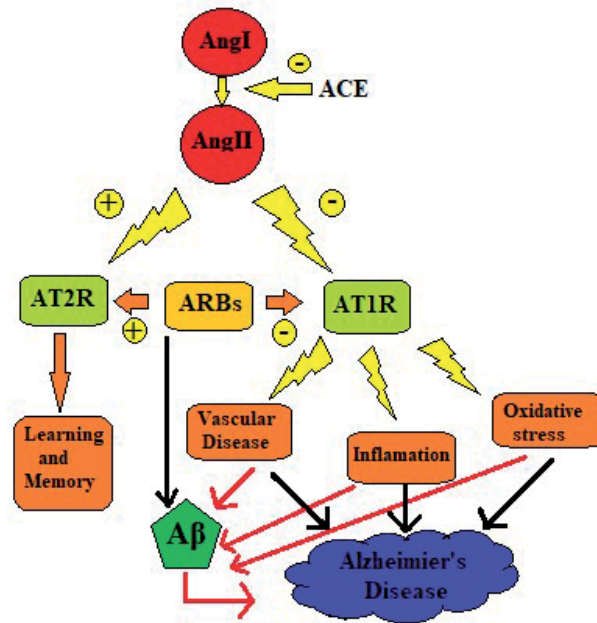 AngI
-
ACE
AngII
+
-
AT2R
ARBs
AT1R
+
-
Learning
and
Memory
Vascular
Disease
Inflamation
Oxidative
stress
Aβ
Alzheimier's
Disease